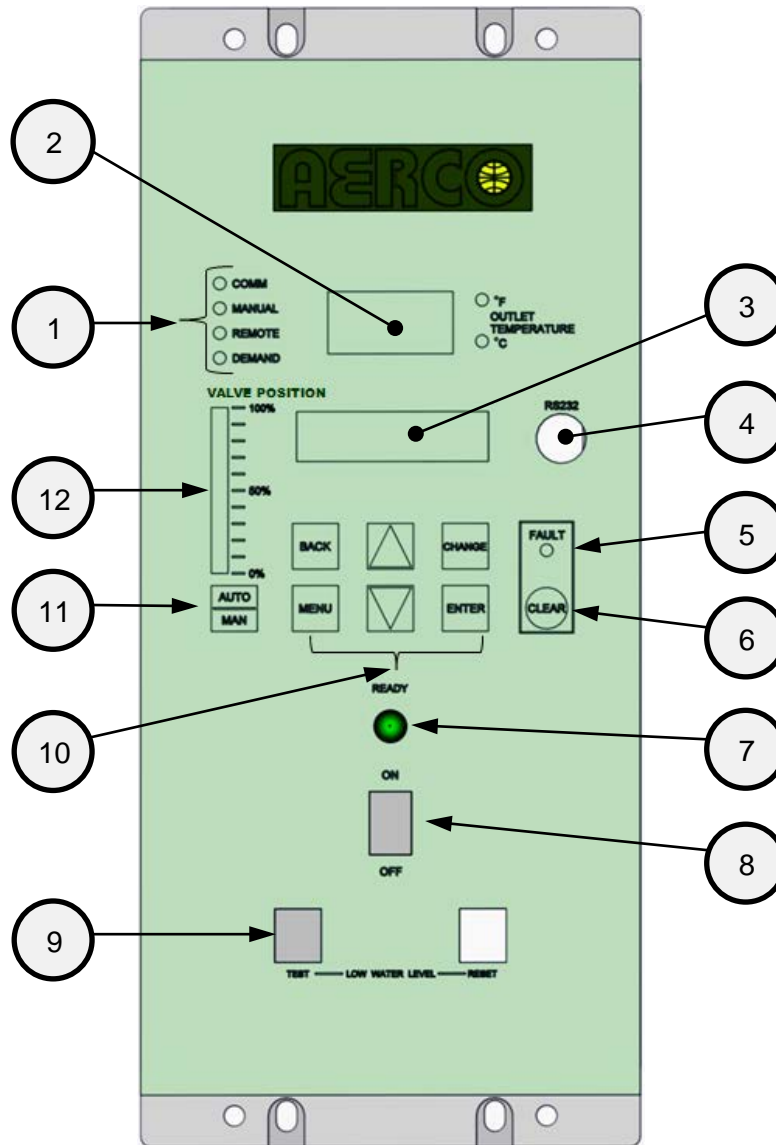 AERCO
2
COMM
MANUAL
REMOTE
DEMAND
1
°F
OUTLET
TEMPERATURE
°C
3
VALVE POSITION
100%
50%
0%
RS232
4
12
BACK
CHANGE
FAULT
5
AUTO
MAN
11
MENU
ENTER
CLEAR
6
10
READY
7
ON
OFF
8
9
TEST
LOW WATER LEVEL
RESET